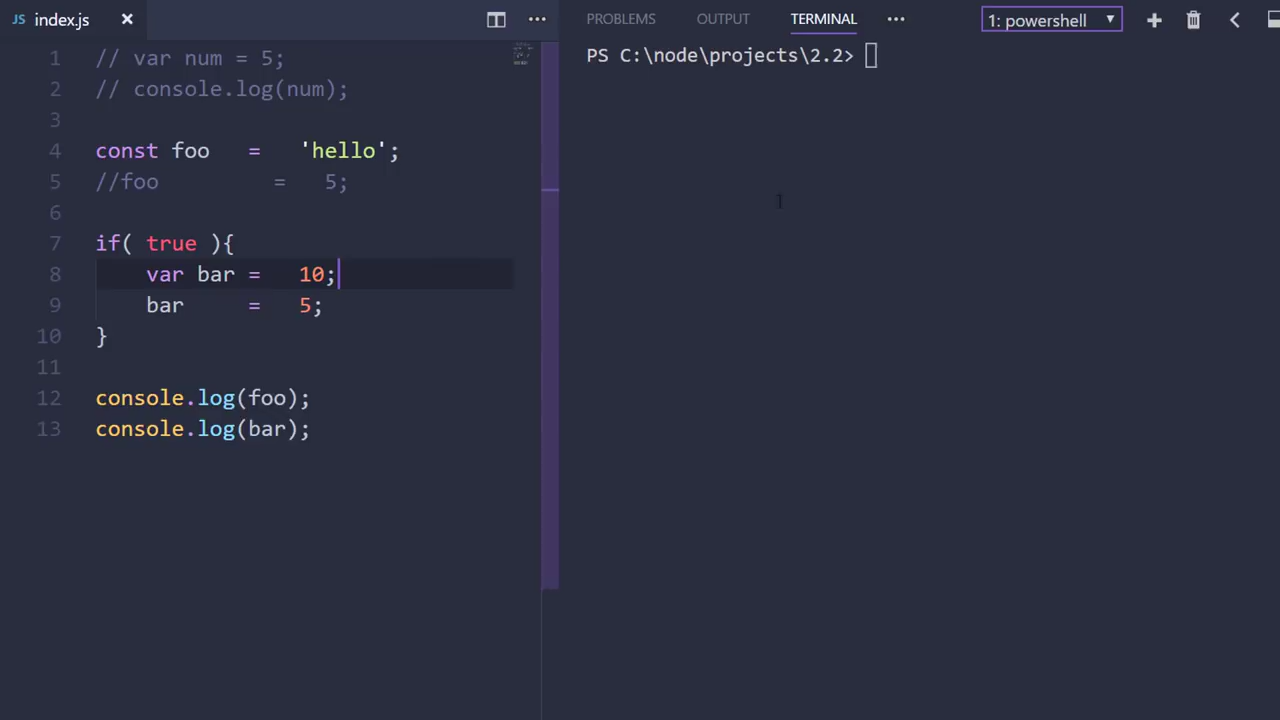 JS index.js × ...
PROBLEMS OUTPUT TERMINAL ... 1: powershell
1 // var num = 5;
2 // console.log(num);
3
4 const foo   =   'hello';
5 //foo         =   5;
6
7 if( true ){
8     var bar =   10;
9     bar     =   5;
10 }
11
12 console.log(foo);
13 console.log(bar);
PS C:\node\projects\2.2>